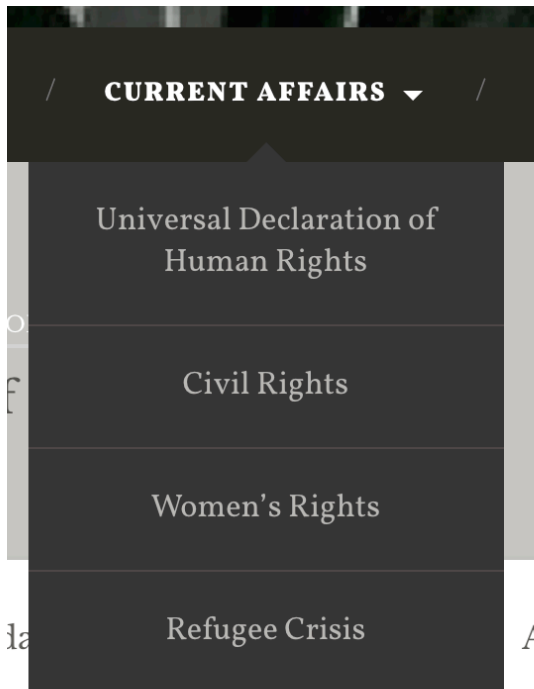 / CURRENT AFFAIRS /
Universal Declaration of
Human Rights
Civil Rights
Women’s Rights
Refugee Crisis